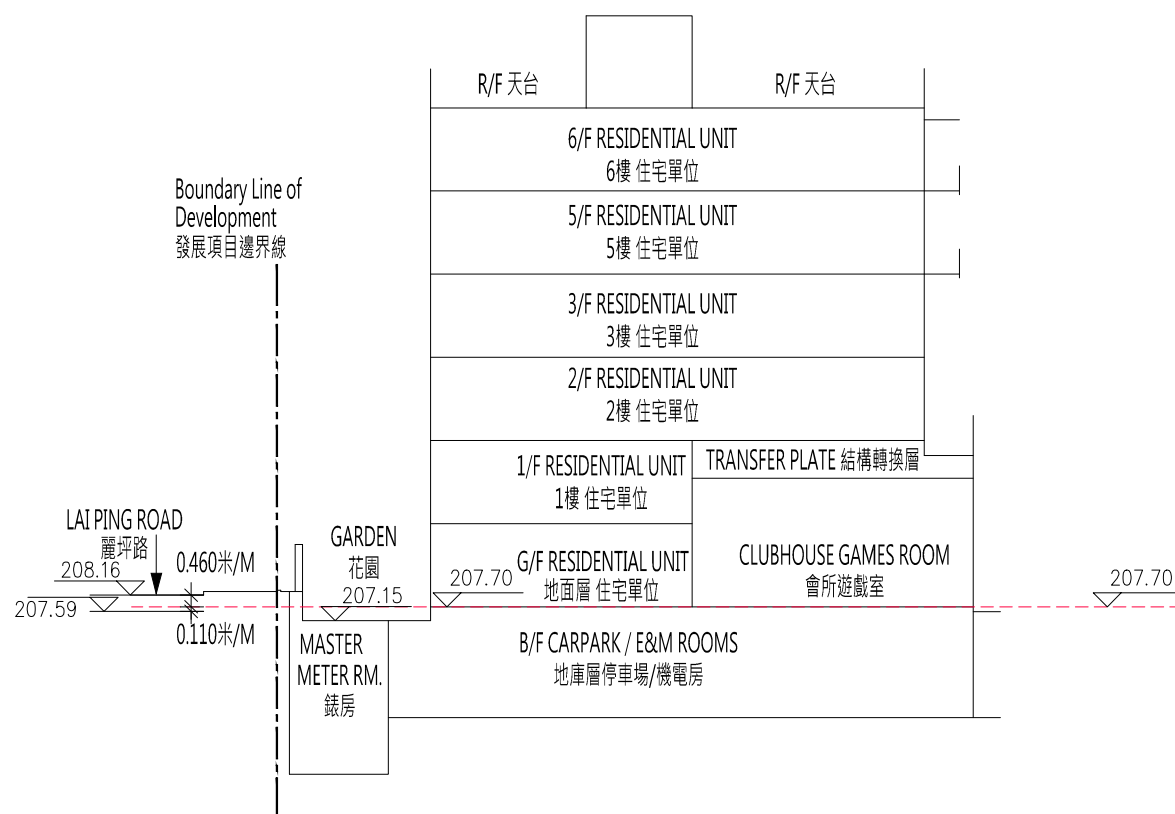 R/F 天台
R/F 天台
6/F RESIDENTIAL UNIT
6樓 住宅單位
Boundary Line of
Development
發展項目邊界線
5/F RESIDENTIAL UNIT
5樓 住宅單位
3/F RESIDENTIAL UNIT
3樓 住宅單位
2/F RESIDENTIAL UNIT
2樓 住宅單位
1/F RESIDENTIAL UNIT
1樓 住宅單位
TRANSFER PLATE 結構轉換層
LAI PING ROAD
麗坪路
208.16
207.59
0.460米/M
0.110米/M
GARDEN
花園
207.15
207.70
G/F RESIDENTIAL UNIT
地面層 住宅單位
CLUBHOUSE GAMES ROOM
會所遊戲室
207.70
MASTER
METER RM.
錶房
B/F CARPARK / E&M ROOMS
地庫層停車場/機電房